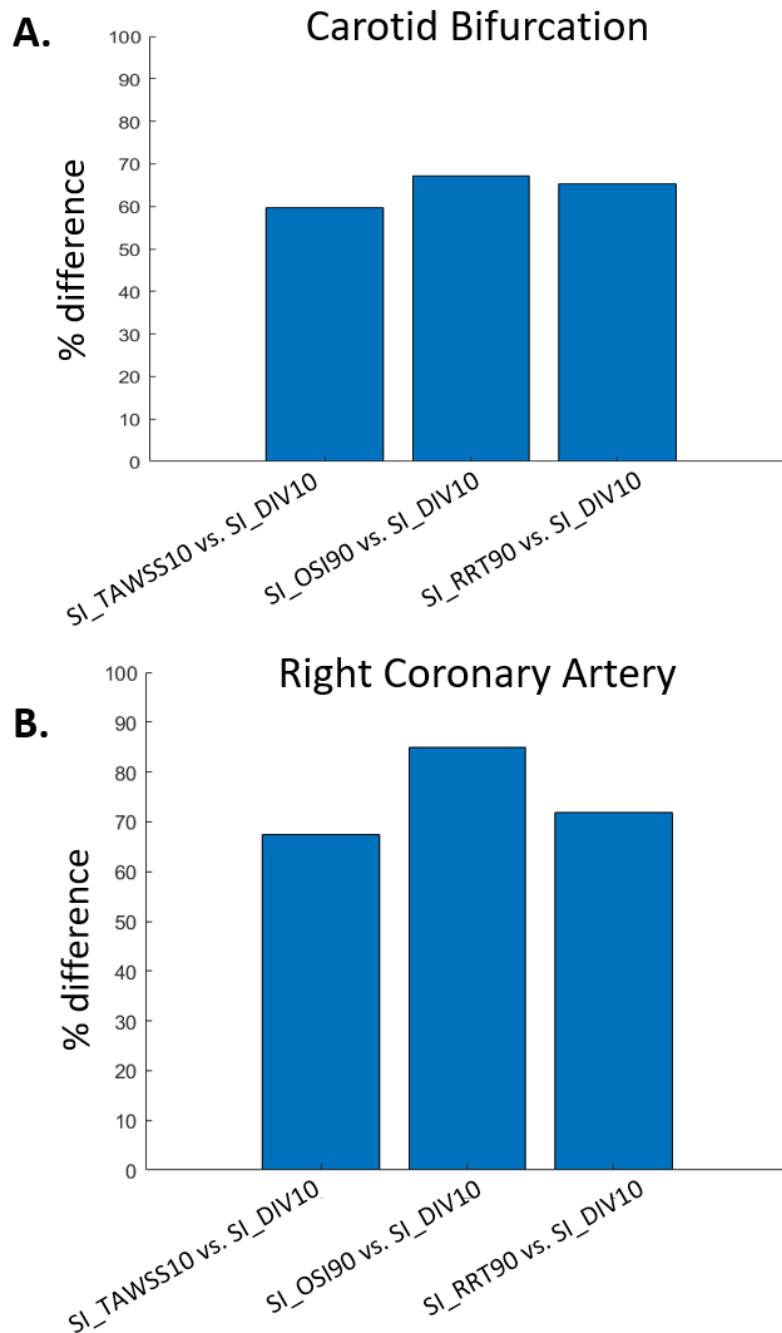 A.
Carotid Bifurcation
% difference
100
90
80
70
60
50
40
30
20
10
0
SI_TAWSS10 vs. SI_DIV10
SI_OSI90 vs. SI_DIV10
SI_RRT90 vs. SI_DIV10
B.
Right Coronary Artery
% difference
100
90
80
70
60
50
40
30
20
10
0
SI_TAWSS10 vs. SI_DIV10
SI_OSI90 vs. SI_DIV10
SI_RRT90 vs. SI_DIV10